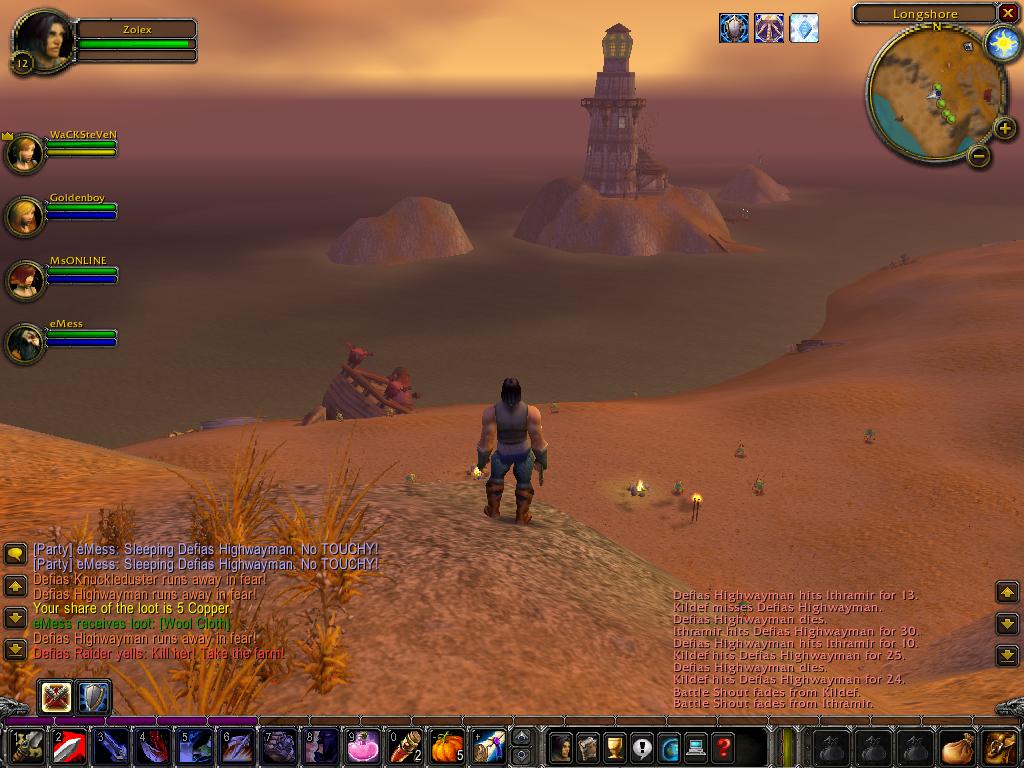 Zolex
12
Longshore
N
WaCKSteVeN
Goldenboy
MsONLINE
eMess
[Party] eMess: Sleeping Defias Highwayman. No TOUCHY!
[Party] eMess: Sleeping Defias Highwayman. No TOUCHY!
Defias Knuckleduster runs away in fear!
Defias Highwayman runs away in fear!
Your share of the loot is 5 Copper.
eMess receives loot: [Wool Cloth]
Defias Highwayman runs away in fear!
Defias Raider yells: Kill her! Take the farm!
Defias Highwayman hits Ithramir for 13.
Kildef misses Defias Highwayman.
Defias Highwayman dies.
Ithramir hits Defias Highwayman for 30.
Defias Highwayman hits Ithramir for 10.
Kildef hits Defias Highwayman for 25.
Defias Highwayman dies.
Kildef hits Defias Highwayman for 24.
Battle Shout fades from Kildef.
Battle Shout fades from Ithramir.
1 2 3 4 5 6 7 8 9 0 - =
2 5